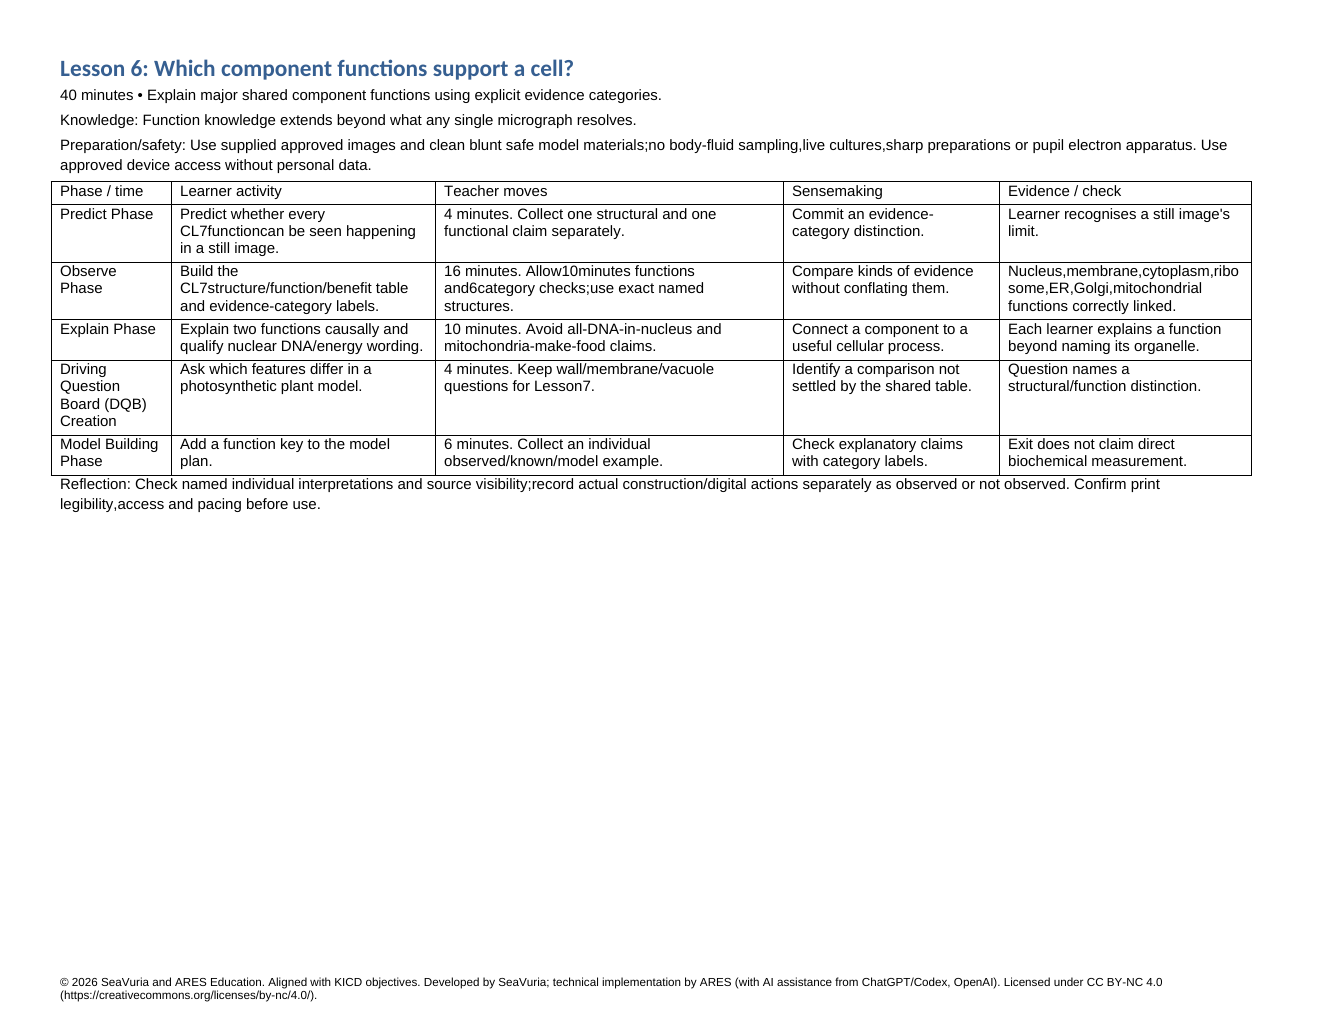 Lesson 6: Which component functions support a cell?
40 minutes • Explain major shared component functions using explicit evidence categories.
Knowledge: Function knowledge extends beyond what any single micrograph resolves.
Preparation/safety: Use supplied approved images and clean blunt safe model materials;no body-fluid sampling,live cultures,sharp preparations or pupil electron apparatus. Use
approved device access without personal data.
Phase / time
Learner activity
Teacher moves
Sensemaking
Evidence / check
Predict Phase
Predict whether every
CL7functioncan be seen happening
in a still image.
4 minutes. Collect one structural and one
functional claim separately.
Commit an evidence-
category distinction.
Learner recognises a still image's
limit.
Observe
Phase
Build the
CL7structure/function/benefit table
and evidence-category labels.
16 minutes. Allow10minutes functions
and6category checks;use exact named
structures.
Compare kinds of evidence
without conflating them.
Nucleus,membrane,cytoplasm,ribo
some,ER,Golgi,mitochondrial
functions correctly linked.
Explain Phase
Explain two functions causally and
qualify nuclear DNA/energy wording.
10 minutes. Avoid all-DNA-in-nucleus and
mitochondria-make-food claims.
Connect a component to a
useful cellular process.
Each learner explains a function
beyond naming its organelle.
Driving
Question
Board (DQB)
Creation
Ask which features differ in a
photosynthetic plant model.
4 minutes. Keep wall/membrane/vacuole
questions for Lesson7.
Identify a comparison not
settled by the shared table.
Question names a
structural/function distinction.
Model Building
Phase
Add a function key to the model
plan.
6 minutes. Collect an individual
observed/known/model example.
Check explanatory claims
with category labels.
Exit does not claim direct
biochemical measurement.
Reflection: Check named individual interpretations and source visibility;record actual construction/digital actions separately as observed or not observed. Confirm print
legibility,access and pacing before use.
© 2026 SeaVuria and ARES Education. Aligned with KICD objectives. Developed by SeaVuria; technical implementation by ARES (with AI assistance from ChatGPT/Codex, OpenAI). Licensed under CC BY-NC 4.0
(https://creativecommons.org/licenses/by-nc/4.0/).